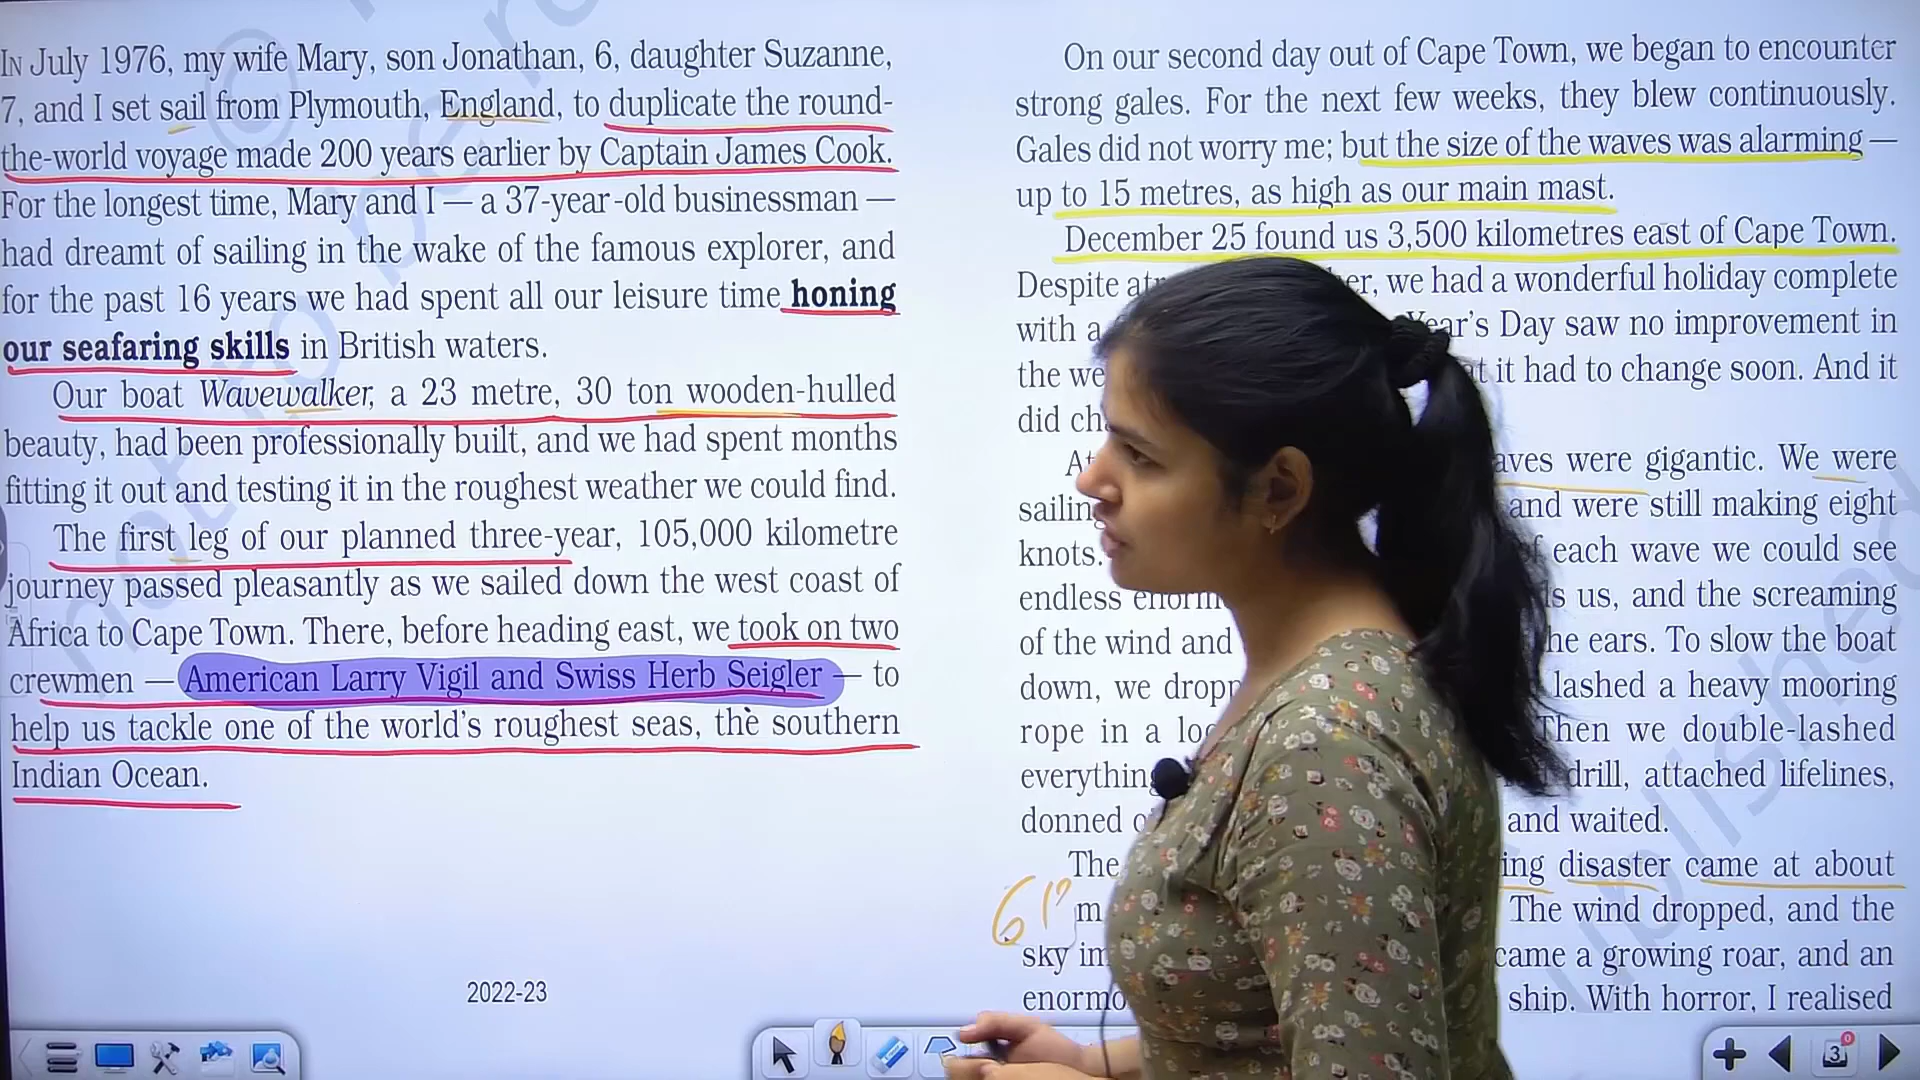 IN July 1976, my wife Mary, son Jonathan, 6, daughter Suzanne,
7, and I set sail from Plymouth, England, to duplicate the round-
the-world voyage made 200 years earlier by Captain James Cook.
For the longest time, Mary and I — a 37-year-old businessman —
had dreamt of sailing in the wake of the famous explorer, and
for the past 16 years we had spent all our leisure time honing
our seafaring skills in British waters.
Our boat Wavewalker, a 23 metre, 30 ton wooden-hulled
beauty, had been professionally built, and we had spent months
fitting it out and testing it in the roughest weather we could find.
The first leg of our planned three-year, 105,000 kilometre
journey passed pleasantly as we sailed down the west coast of
Africa to Cape Town. There, before heading east, we took on two
crewmen — American Larry Vigil and Swiss Herb Seigler — to
help us tackle one of the world's roughest seas, the southern
Indian Ocean.
2022-23
On our second day out of Cape Town, we began to encounter
strong gales. For the next few weeks, they blew continuously.
Gales did not worry me; but the size of the waves was alarming —
up to 15 metres, as high as our main mast.
December 25 found us 3,500 kilometres east of Cape Town.
Despite er, we had a wonderful holiday complete
with a Year's Day saw no improvement in
the we it had to change soon. And it
did ch
At aves were gigantic. We were
sailin and were still making eight
knots. of each wave we could see
endless enorm s us, and the screaming
of the wind and he ears. To slow the boat
down, we dropp lashed a heavy mooring
rope in a loo Then we double-lashed
everything drill, attached lifelines,
donned o and waited.
The ing disaster came at about
6 P m The wind dropped, and the
sky im came a growing roar, and an
enormo ship. With horror, I realised
3
0